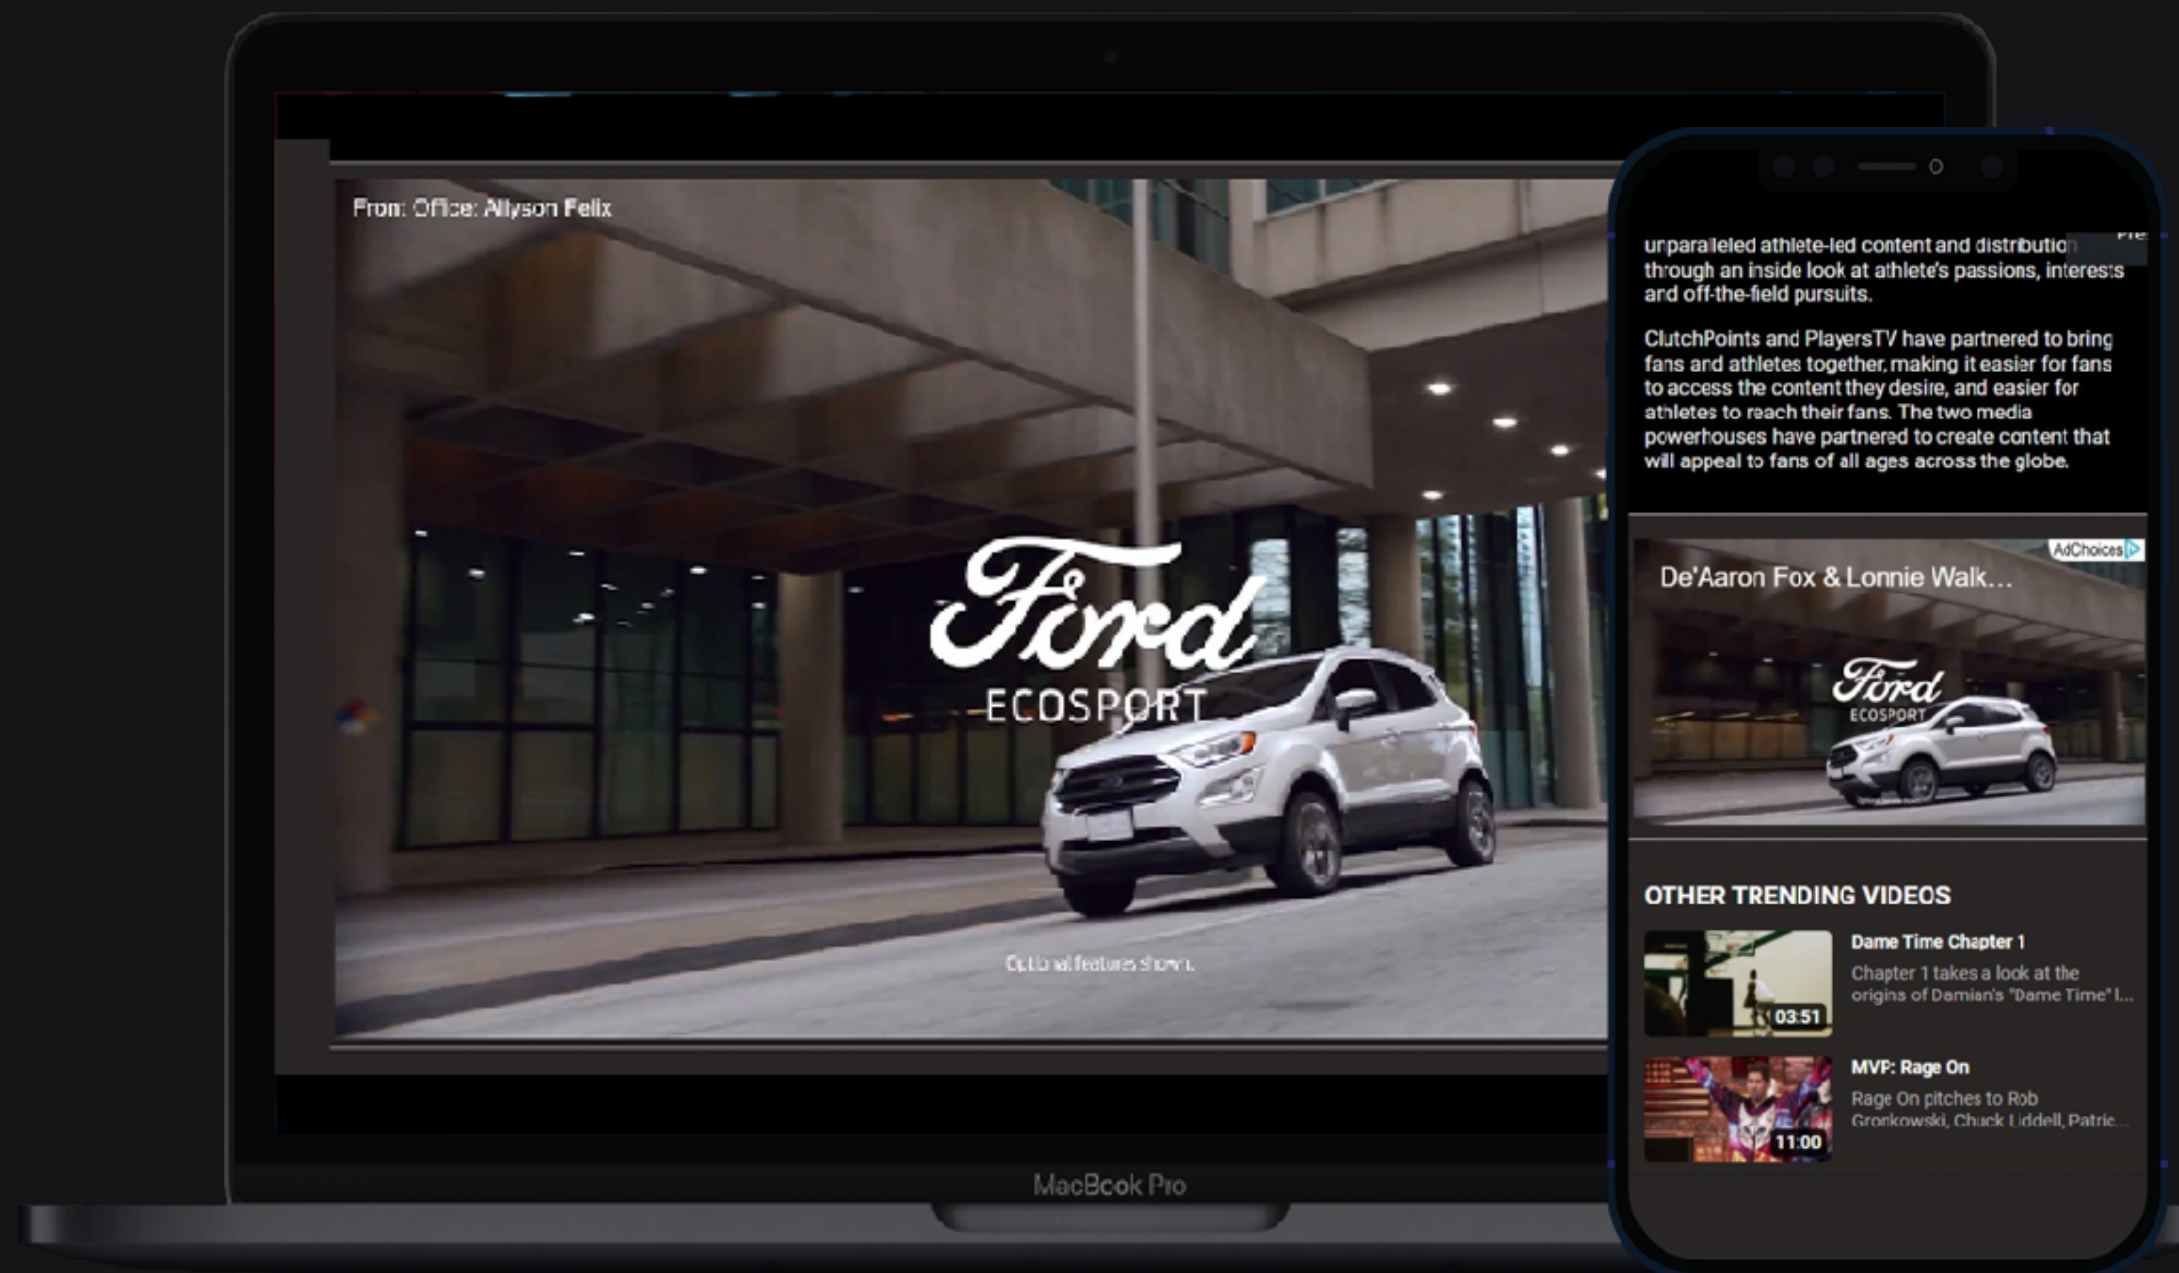 Front Office: Allyson Felix
Ford
ECOSPORT
Optional features shown.
MacBook Pro
unparalleled athlete-led content and distribution
through an inside look at athlete's passions, interests
and off-the-field pursuits.
ClutchPoints and PlayersTV have partnered to bring
fans and athletes together, making it easier for fans
to access the content they desire, and easier for
athletes to reach their fans. The two media
powerhouses have partnered to create content that
will appeal to fans of all ages across the globe.
AdChoices
De'Aaron Fox & Lonnie Walk...
Ford
ECOSPORT
OTHER TRENDING VIDEOS
Dame Time Chapter 1
Chapter 1 takes a look at the
origins of Damian's "Dame Time" l...
03:51
MVP: Rage On
Rage On pitches to Rob
Gronkowski, Chuck Liddell, Patric...
11:00